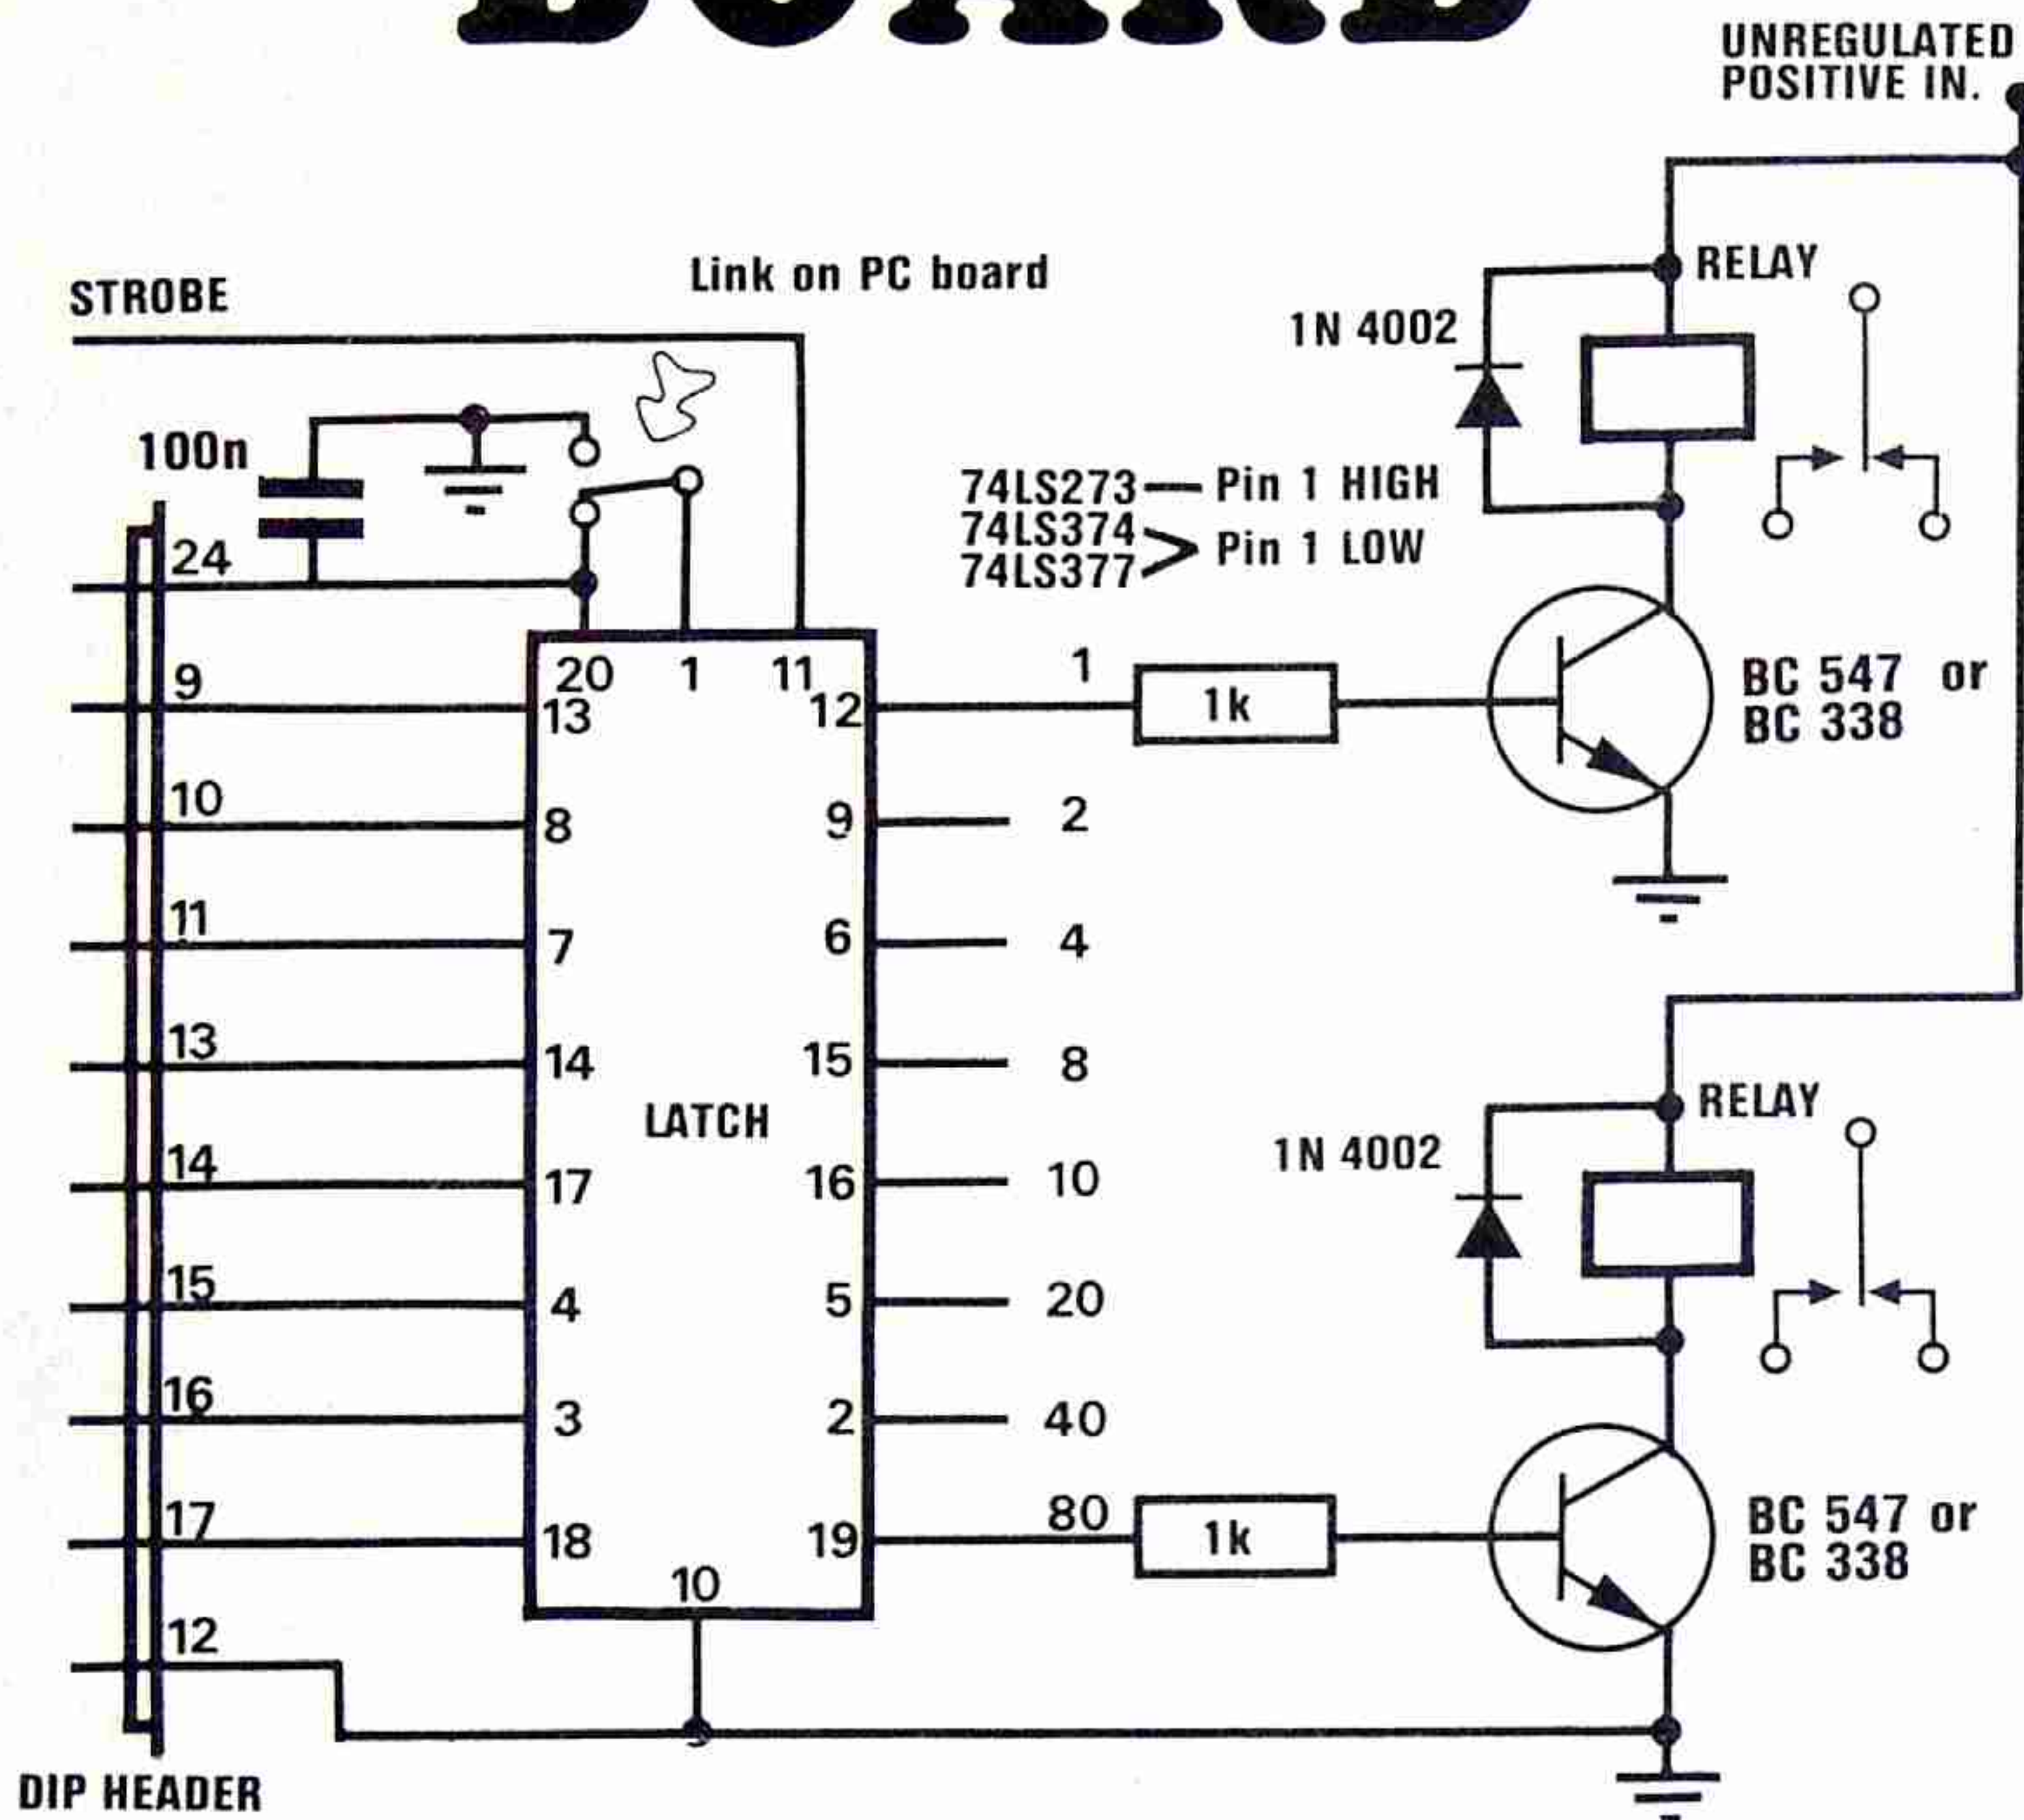 BOARD
UNREGULATED
POSITIVE IN.
STROBE
Link on PC board
RELAY
1N 4002
100n
74LS273 — Pin 1 HIGH
74LS374
74LS377 > Pin 1 LOW
24
20 1 11
9 13 12 1 1k
BC 547 or
BC 338
10 8 9 2
11 7 6 4
13 14 15 8
LATCH
RELAY
1N 4002
14 17 16 10
15 4 5 20
16 3 2 40
17 18 19 80 1k
BC 547 or
BC 338
10
12
DIP HEADER